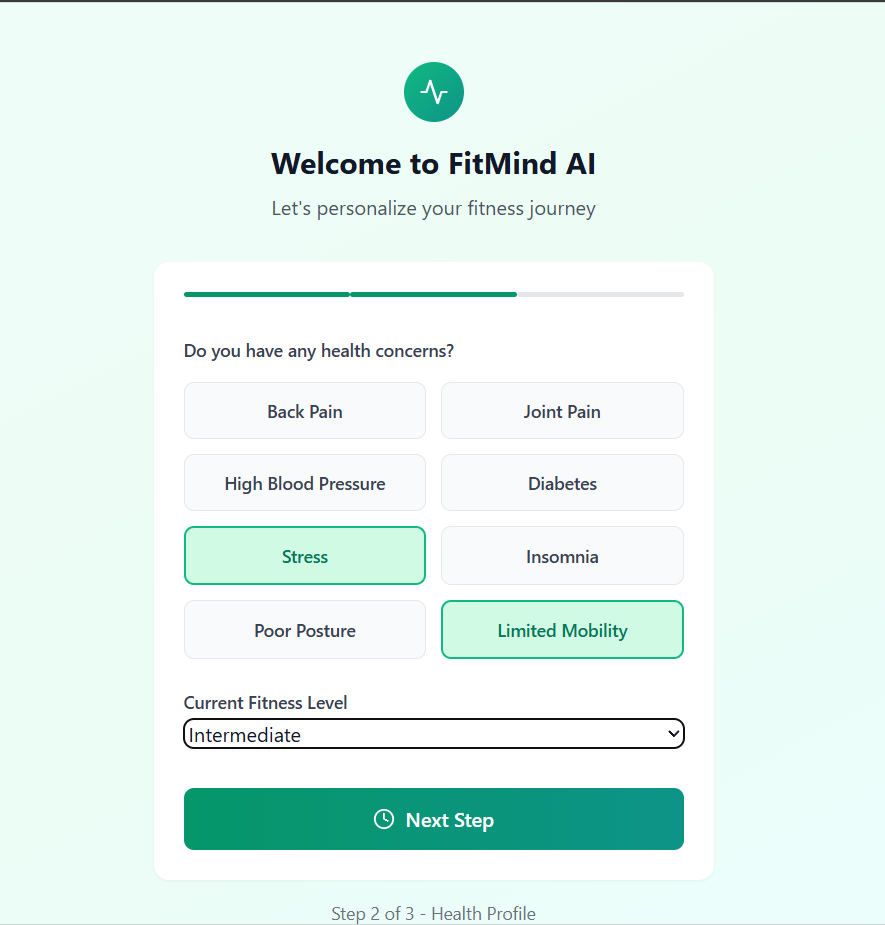 Welcome to FitMind AI
Let's personalize your fitness journey
Do you have any health concerns?
Back Pain
Joint Pain
High Blood Pressure
Diabetes
Stress
Insomnia
Poor Posture
Limited Mobility
Current Fitness Level
Intermediate
Next Step
Step 2 of 3 - Health Profile